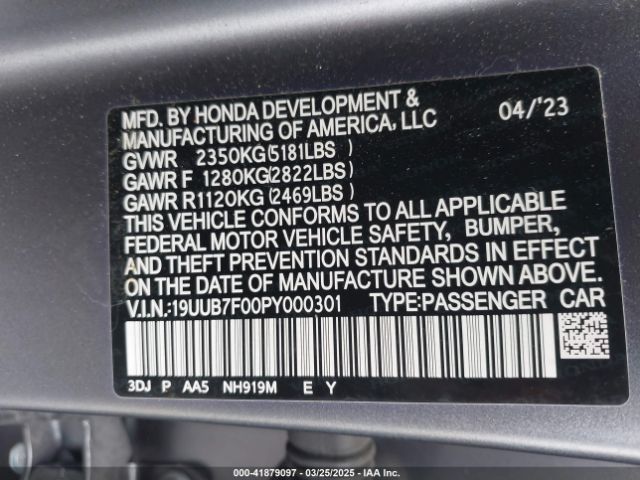 MFD. BY HONDA DEVELOPMENT & 04/'23
MANUFACTURING OF AMERICA, LLC
GVWR 2350KG(5181LBS )
GAWR F 1280KG(2822LBS )
GAWR R1120KG (2469LBS )
THIS VEHICLE CONFORMS TO ALL APPLICABLE
FEDERAL MOTOR VEHICLE SAFETY, BUMPER,
AND THEFT PREVENTION STANDARDS IN EFFECT
ON THE DATE OF MANUFACTURE SHOWN ABOVE.
V.I.N.:19UUB7F00PY000301 TYPE:PASSENGER CAR
3DJ P AA5 NH919M E Y
000-41879097 - 03/25/2025 - IAA Inc.